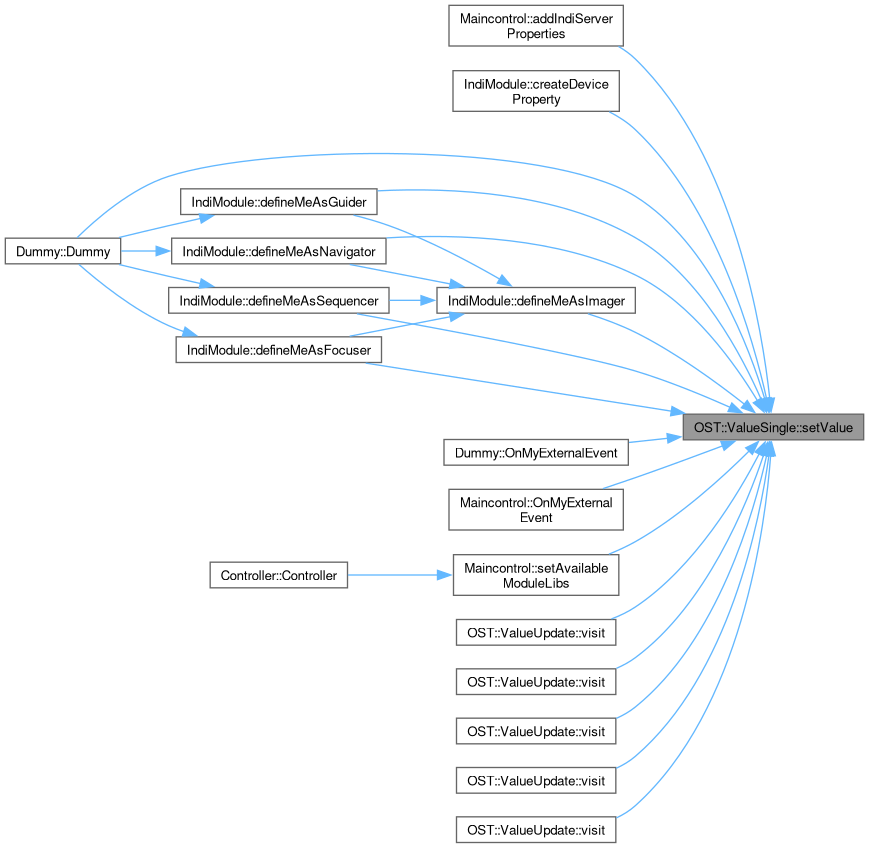 Maincontrol::addIndiServer
Properties
IndiModule::createDevice
Property
IndiModule::defineMeAsGuider
Dummy::Dummy
IndiModule::defineMeAsNavigator
IndiModule::defineMeAsSequencer
IndiModule::defineMeAsImager
IndiModule::defineMeAsFocuser
OST::ValueSingle::setValue
Dummy::OnMyExternalEvent
Maincontrol::OnMyExternal
Event
Maincontrol::setAvailable
ModuleLibs
Controller::Controller
OST::ValueUpdate::visit
OST::ValueUpdate::visit
OST::ValueUpdate::visit
OST::ValueUpdate::visit
OST::ValueUpdate::visit